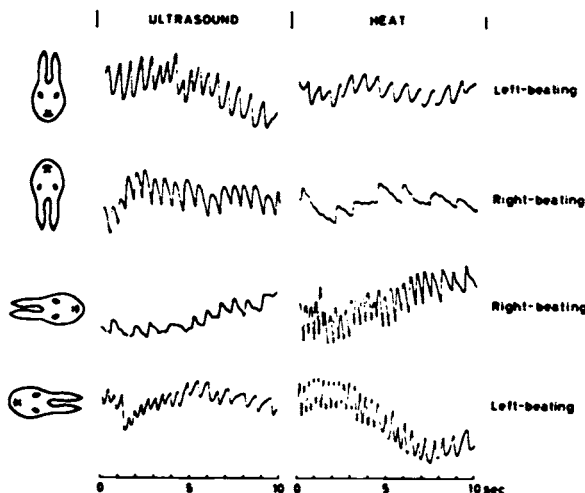 ULTRASOUND HEAT
Left-beating
Right-beating
Right-beating
Left-beating
0 5 10 0 5 10 sec